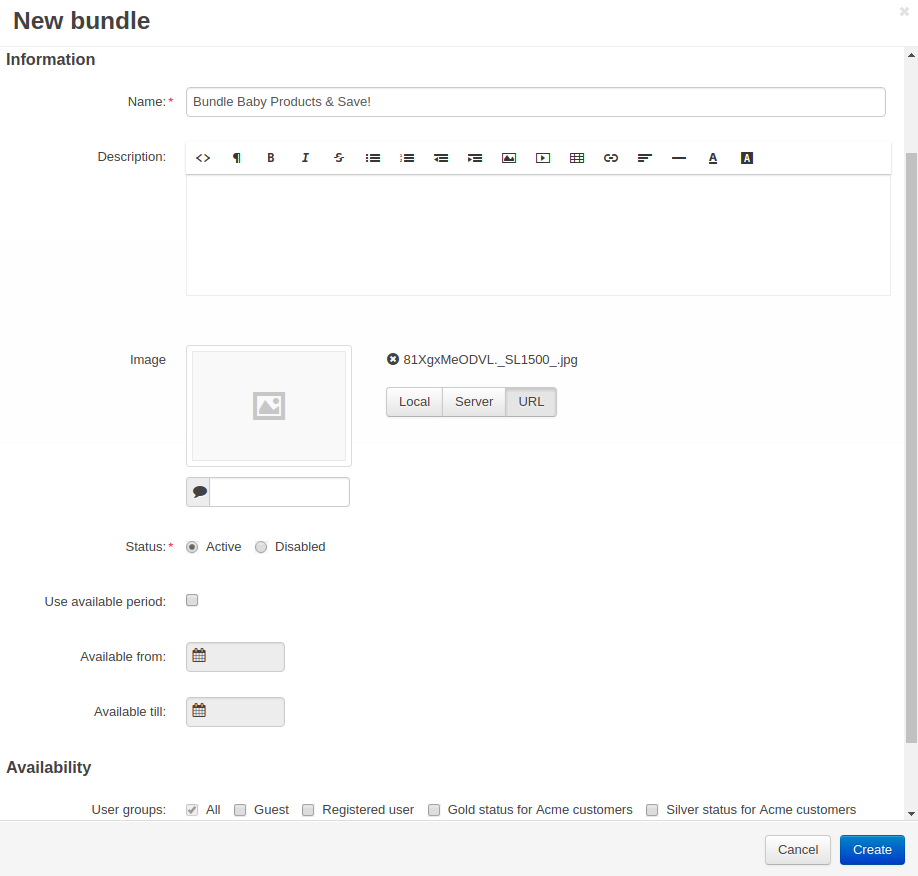 New bundle
Information
Name:*
Bundle Baby Products & Save!
Description:
Image
81XgxMeODVL._SL1500_.jpg
Local Server URL
Status:*
Active Disabled
Use available period:
Available from:
Available till:
Availability
User groups:
All Guest Registered user Gold status for Acme customers Silver status for Acme customers
Cancel Create